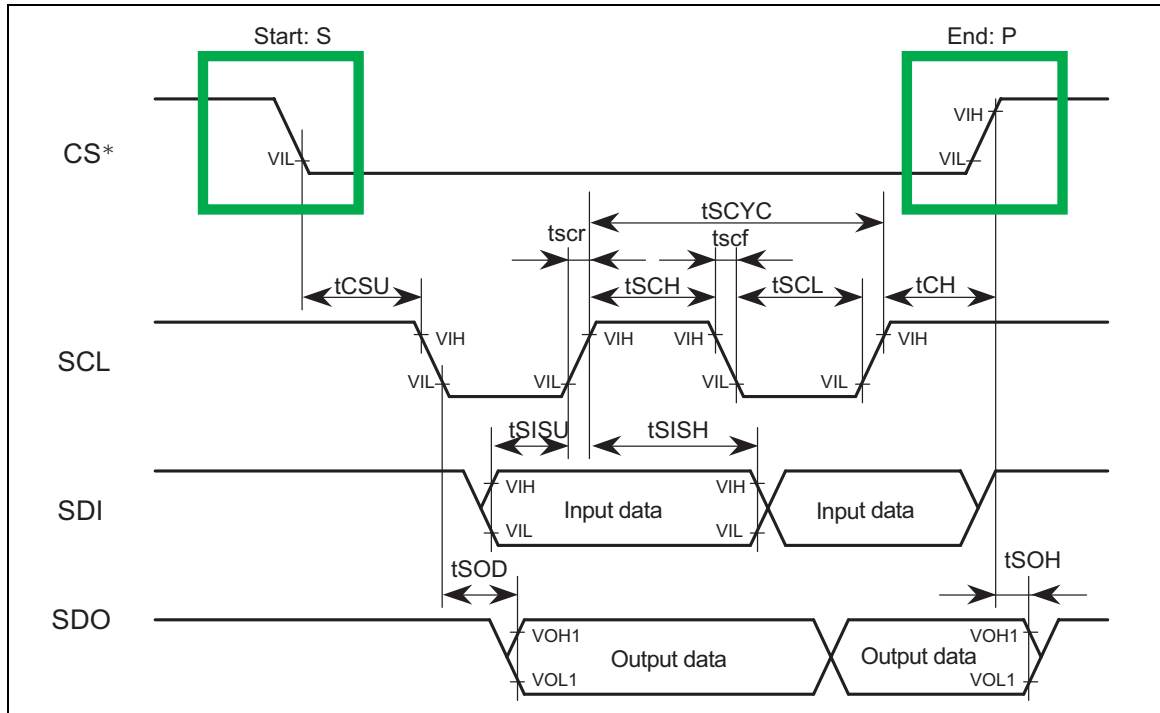 Start: S
End: P
CS*
VIL
VIH
VIL
tSCYC
tscr
tscf
tCSU
tSCH
tSCL
tCH
SCL
VIH
VIL
VIL
VIH
VIH
VIL
VIL
VIH
tSISU
tSISH
SDI
VIH
VIL
Input data
VIH
VIL
Input data
tSOD
tSOH
SDO
VOH1
VOL1
Output data
Output data
VOH1
VOL1